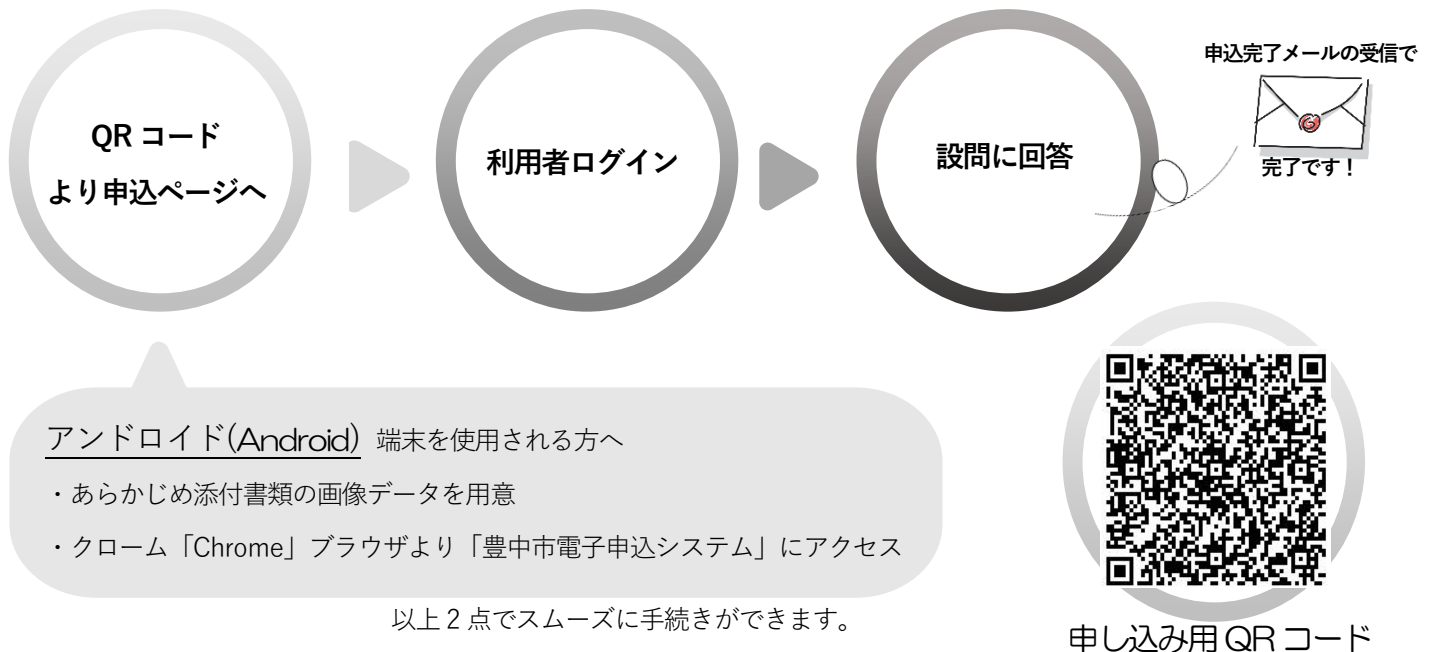 QR コード
より申込ページへ
利用者ログイン
設問に回答
申込完了メールの受信で
完了です！
アンドロイド(Android) 端末を使用される方へ
・あらかじめ添付書類の画像データを用意
・クローム「Chrome」ブラウザより「豊中市電子申込システム」にアクセス
以上2点でスムーズに手続きができます。
申し込み用QRコード